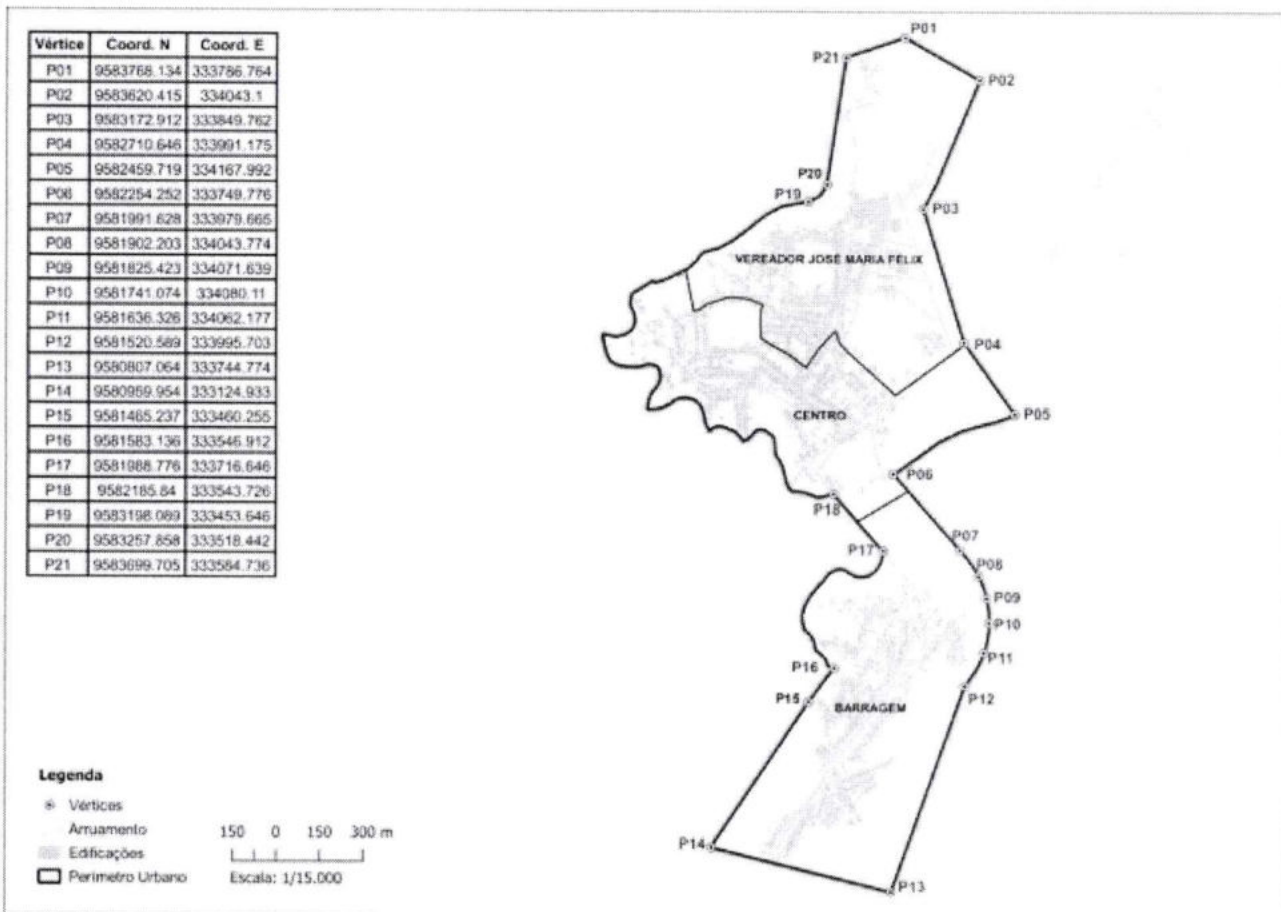 Vértice Coord. N Coord. E
P01 9583768.134 333786.764
P02 9583620.415 334043.1
P03 9583172.912 333849.762
P04 9582710.646 333991.175
P05 9582459.719 334167.992
P06 9582254.252 333749.776
P07 9581991.628 333979.665
P08 9581902.203 334043.774
P09 9581825.423 334071.639
P10 9581741.074 334080.11
P11 9581636.326 334062.177
P12 9581520.589 333995.703
P13 9580807.064 333744.774
P14 9580959.954 333124.933
P15 9581465.237 333460.255
P16 9581583.136 333546.912
P17 9581988.776 333716.646
P18 9582185.84 333543.726
P19 9583198.089 333453.646
P20 9583257.858 333518.442
P21 9583699.705 333584.736
P01
P21
P02
P20
P19
P03
VEREADOR JOSÉ MARIA FÉLIX
P04
CENTRO
P05
P06
P18
P17
P07
P08
P09
P10
P11
P16
P12
P15
BARRAGEM
P14
P13
Legenda
Vértices
Arruamento
Edificações
Perímetro Urbano
150 0 150 300 m
Escala: 1/15.000